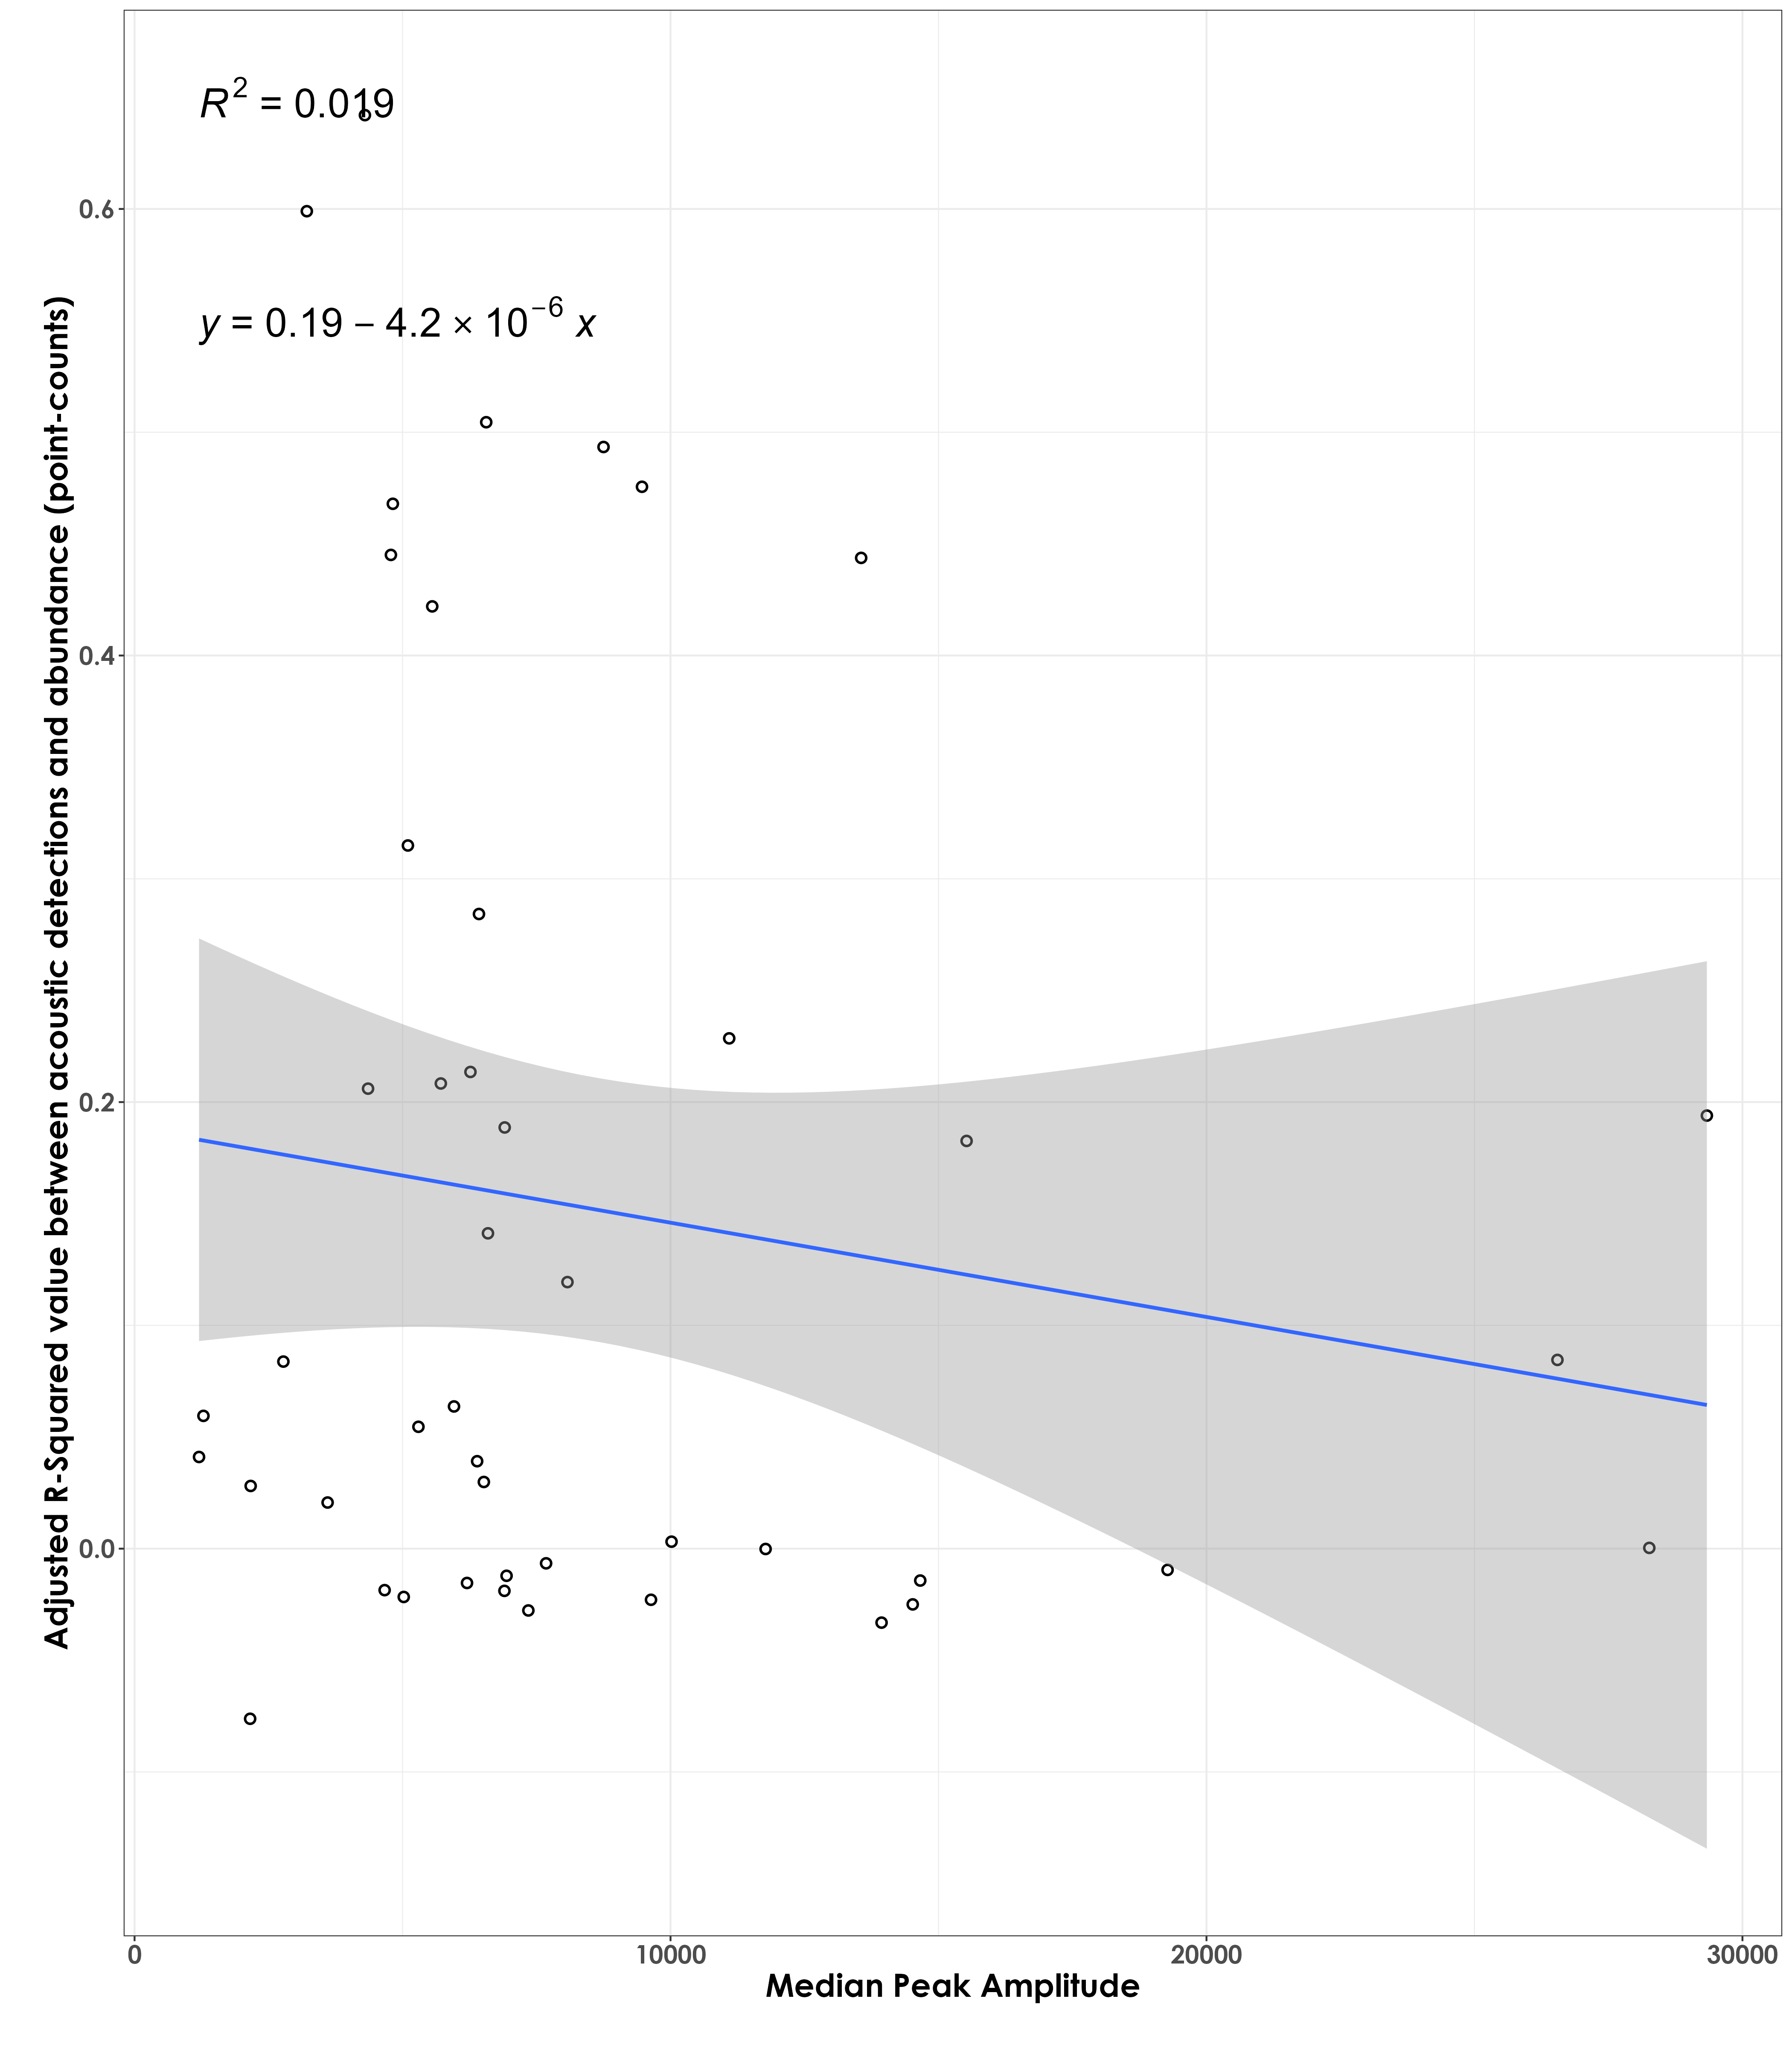 R² = 0.019
0.6
y = 0.19 – 4.2 × 10⁻⁶ x
0.4
0.2
0.0
Adjusted R-Squared value between acoustic detections and abundance (point-counts)
0 10000 20000 30000
Median Peak Amplitude